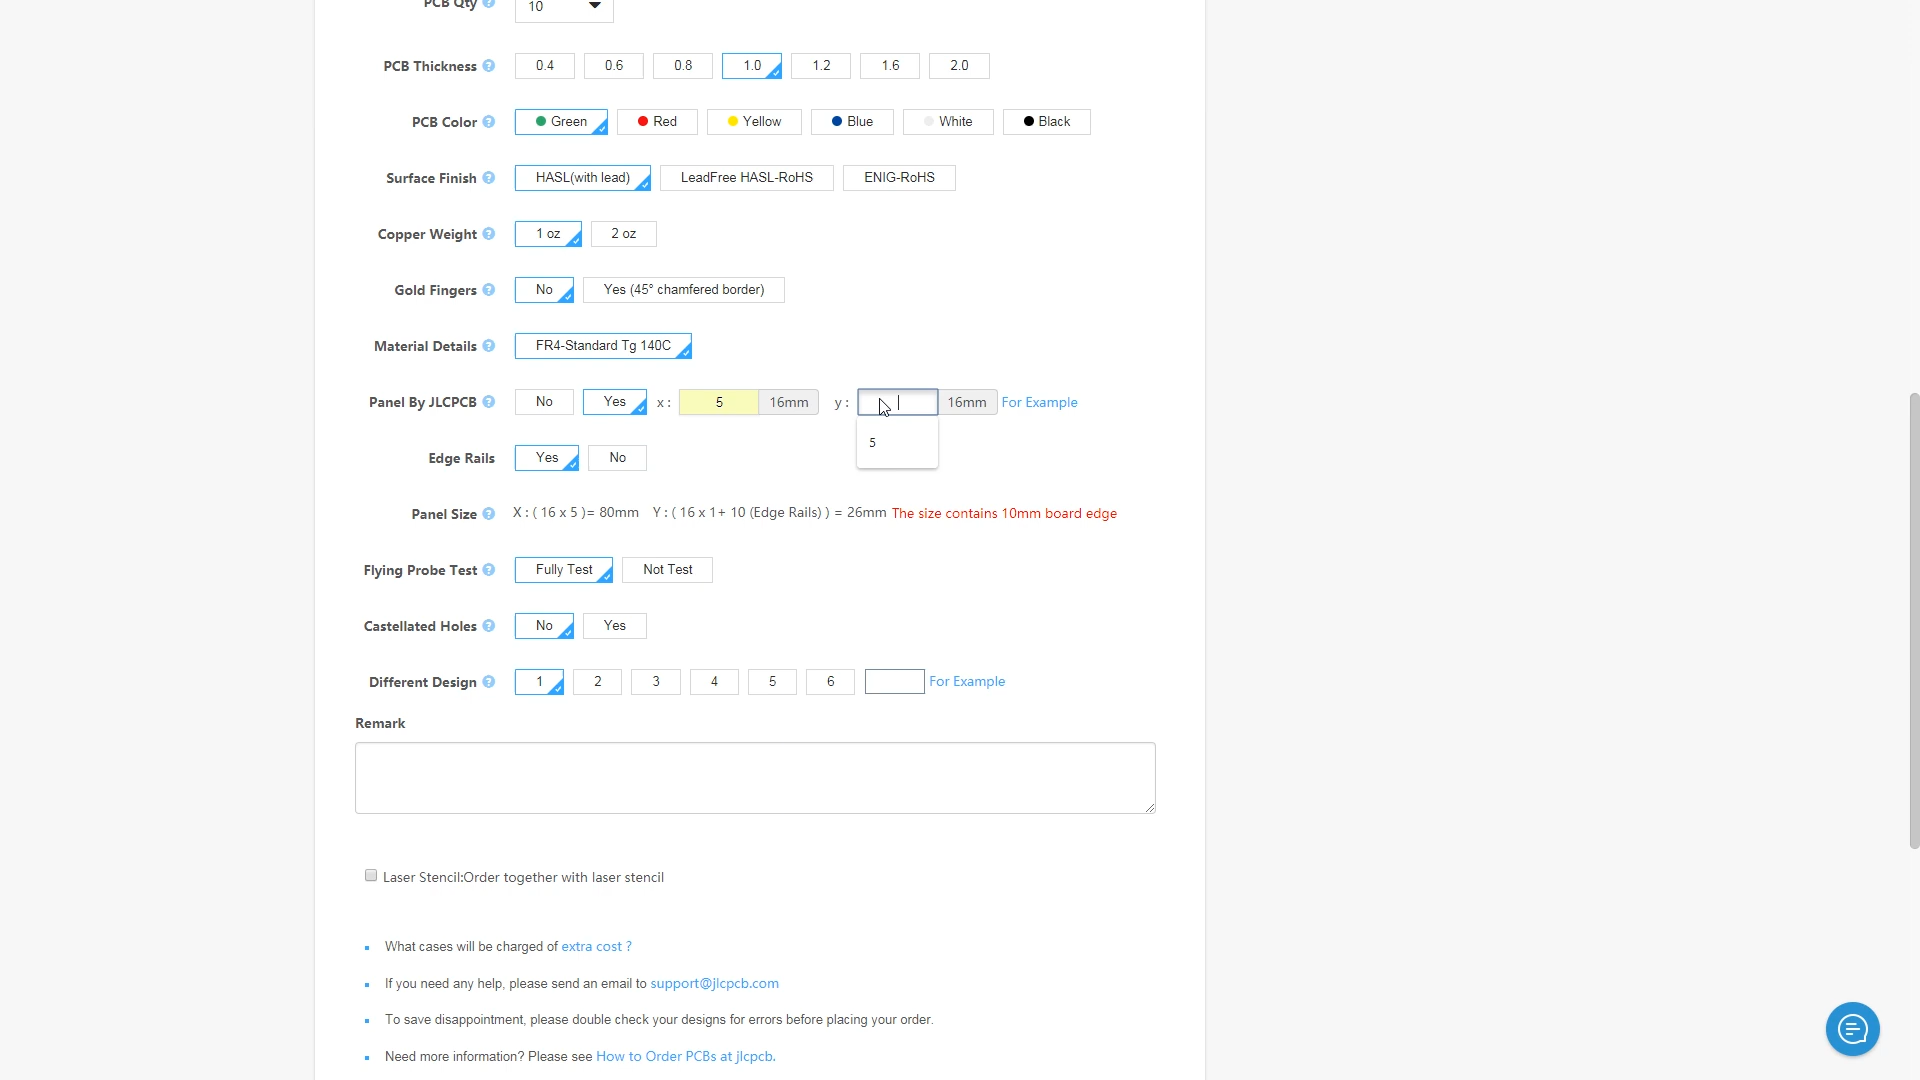 PCB Qty 10
PCB Thickness 0.4 0.6 0.8 1.0 1.2 1.6 2.0
PCB Color Green Red Yellow Blue White Black
Surface Finish HASL(with lead) LeadFree HASL-RoHS ENIG-RoHS
Copper Weight 1 oz 2 oz
Gold Fingers No Yes (45° chamfered border)
Material Details FR4-Standard Tg 140C
Panel By JLCPCB No Yes x : 5 16mm y : 16mm For Example
5
Edge Rails Yes No
Panel Size X : ( 16 x 5 )= 80mm Y : ( 16 x 1+ 10 (Edge Rails) ) = 26mm The size contains 10mm board edge
Flying Probe Test Fully Test Not Test
Castellated Holes No Yes
Different Design 1 2 3 4 5 6 For Example
Remark
Laser Stencil:Order together with laser stencil
What cases will be charged of extra cost ?
If you need any help, please send an email to support@jlcpcb.com
To save disappointment, please double check your designs for errors before placing your order.
Need more information? Please see How to Order PCBs at jlcpcb.